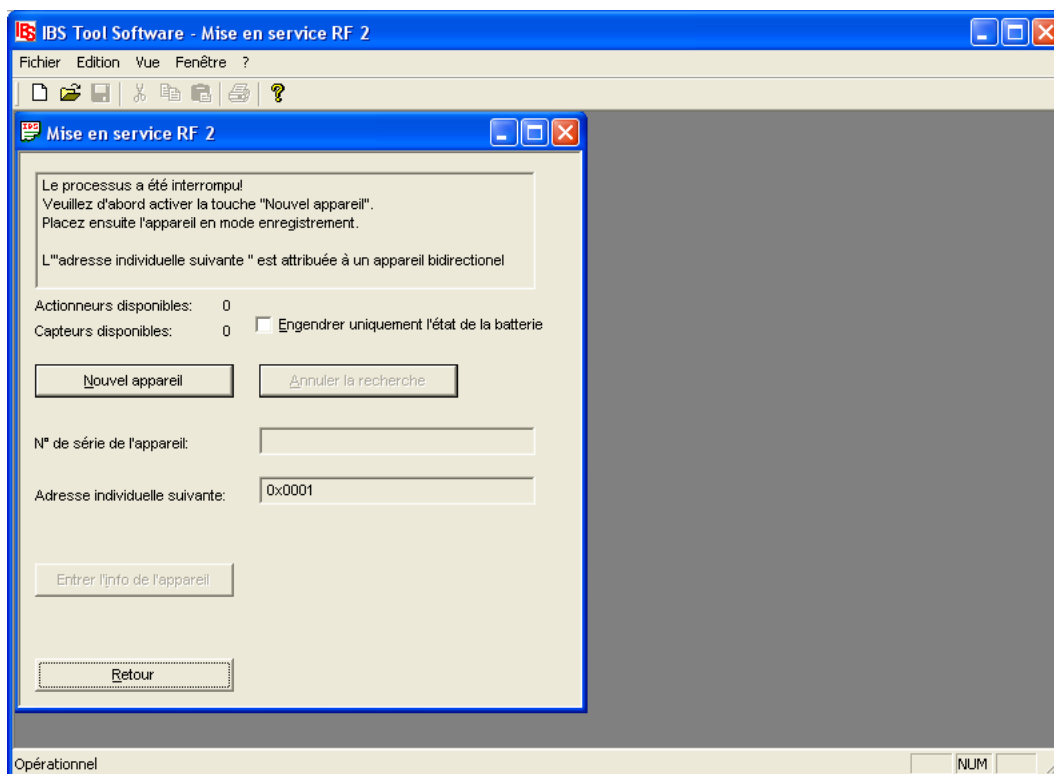 IBS Tool Software - Mise en service RF 2
Fichier Edition Vue Fenêtre ?
Mise en service RF 2
Le processus a été interrompu!
Veuillez d'abord activer la touche "Nouvel appareil".
Placez ensuite l'appareil en mode enregistrement.
L'"adresse individuelle suivante " est attribuée à un appareil bidirectionel
Actionneurs disponibles: 0
Capteurs disponibles: 0
Engendrer uniquement l'état de la batterie
Nouvel appareil
Annuler la recherche
N° de série de l'appareil:
Adresse individuelle suivante: 0x0001
Entrer l'info de l'appareil
Retour
Opérationnel NUM